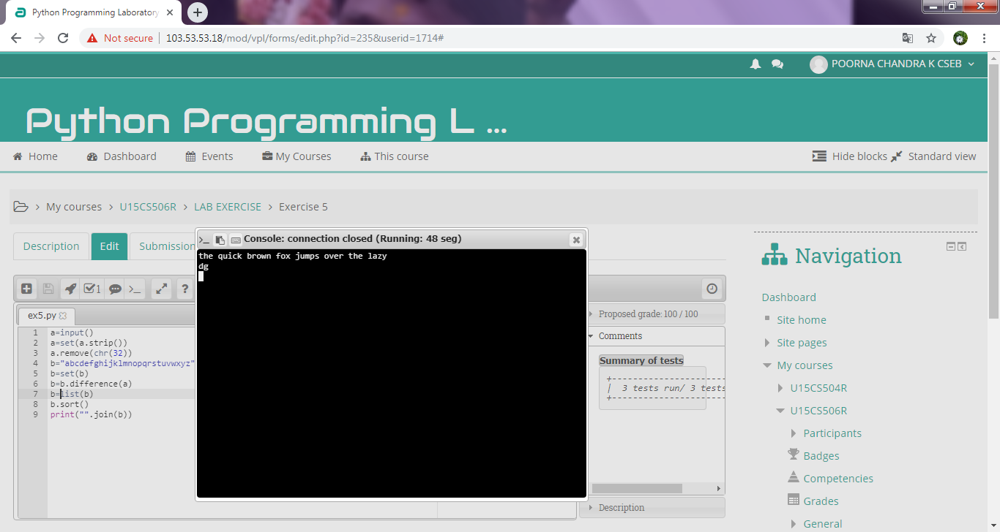 Python Programming Laboratory
Not secure
103.53.53.18/mod/vpl/forms/edit.php?id=235&userid=1714#
POORNA CHANDRA K CSEB
Python Programming L ...
Home
Dashboard
Events
My Courses
This course
Hide blocks
Standard view
My courses > U15CS506R > LAB EXERCISE > Exercise 5
Description
Edit
Submission
Console: connection closed (Running: 48 seg)
the quick brown fox jumps over the lazy
dg
1
?
ex5.py
1 a=input()
2 a=set(a.strip())
3 a.remove(chr(32))
4 b="abcdefghijklmnopqrstuvwxyz"
5 b=set(b)
6 b=b.difference(a)
7 b=list(b)
8 b.sort()
9 print("".join(b))
Proposed grade: 100 / 100
Comments
Summary of tests
+----------------------
| 3 tests run/ 3 tests
+----------------------
Description
Navigation
Dashboard
Site home
Site pages
My courses
U15CS504R
U15CS506R
Participants
Badges
Competencies
Grades
General